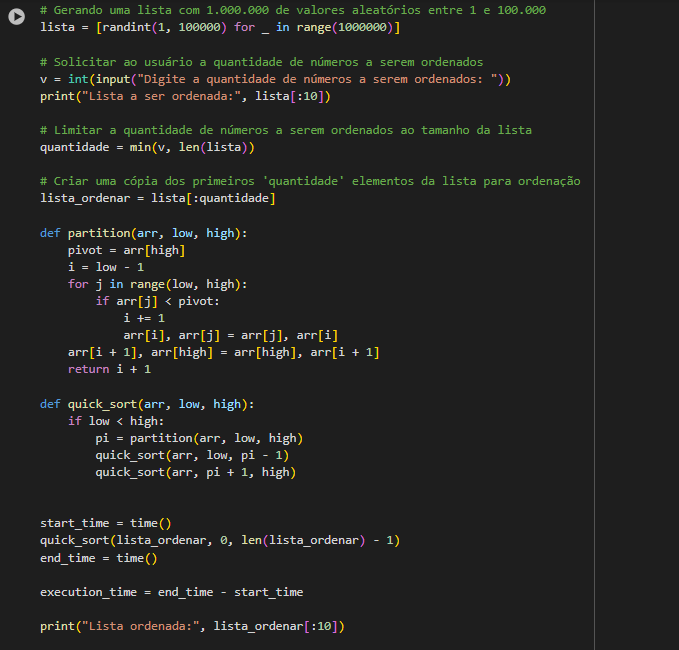 # Gerando uma lista com 1.000.000 de valores aleatórios entre 1 e 100.000
lista = [randint(1, 100000) for _ in range(1000000)]

# Solicitar ao usuário a quantidade de números a serem ordenados
v = int(input("Digite a quantidade de números a serem ordenados: "))
print("Lista a ser ordenada:", lista[:10])

# Limitar a quantidade de números a serem ordenados ao tamanho da lista
quantidade = min(v, len(lista))

# Criar uma cópia dos primeiros 'quantidade' elementos da lista para ordenação
lista_ordenar = lista[:quantidade]

def partition(arr, low, high):
    pivot = arr[high]
    i = low - 1
    for j in range(low, high):
        if arr[j] < pivot:
            i += 1
            arr[i], arr[j] = arr[j], arr[i]
    arr[i + 1], arr[high] = arr[high], arr[i + 1]
    return i + 1

def quick_sort(arr, low, high):
    if low < high:
        pi = partition(arr, low, high)
        quick_sort(arr, low, pi - 1)
        quick_sort(arr, pi + 1, high)


start_time = time()
quick_sort(lista_ordenar, 0, len(lista_ordenar) - 1)
end_time = time()

execution_time = end_time - start_time

print("Lista ordenada:", lista_ordenar[:10])